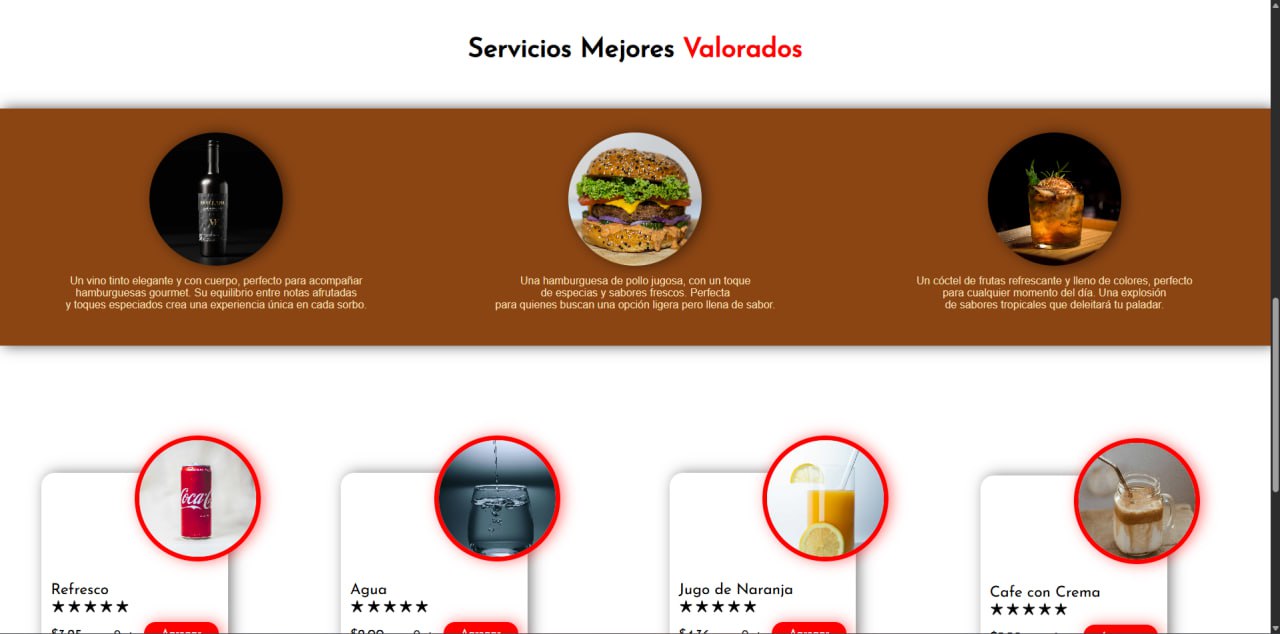 Servicios Mejores Valorados
Un vino tinto elegante y con cuerpo, perfecto para acompañar
hamburguesas gourmet. Su equilibrio entre notas afrutadas
y toques especiados crea una experiencia única en cada sorbo.
Una hamburguesa de pollo jugosa, con un toque
de especias y sabores frescos. Perfecta
para quienes buscan una opción ligera pero llena de sabor.
Un cóctel de frutas refrescante y lleno de colores, perfecto
para cualquier momento del día. Una explosión
de sabores tropicales que deleitará tu paladar.
Refresco
★★★★★
Agua
★★★★★
Jugo de Naranja
★★★★★
Cafe con Crema
★★★★★